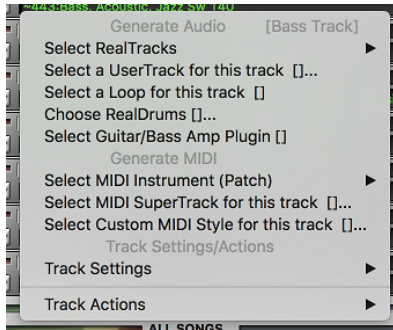 ~443:Bass, Acoustic, Jazz Sw 140
Generate Audio [Bass Track]
Select RealTracks
Select a UserTrack for this track []...
Select a Loop for this track []
Choose RealDrums []...
Select Guitar/Bass Amp Plugin []
Generate MIDI
Select MIDI Instrument (Patch)
Select MIDI SuperTrack for this track []...
Select Custom MIDI Style for this track []...
Track Settings/Actions
Track Settings
Track Actions
ALL SONGS